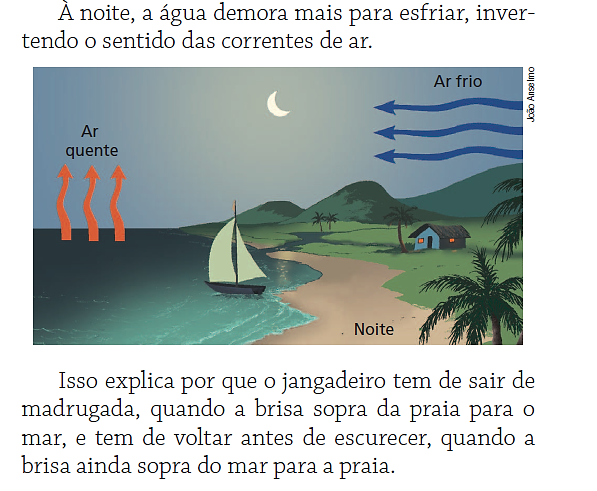 À noite, a água demora mais para esfriar, inver-
tendo o sentido das correntes de ar.
Ar frio
João Anselmo
Ar
quente
Noite
Isso explica por que o jangadeiro tem de sair de
madrugada, quando a brisa sopra da praia para o
mar, e tem de voltar antes de escurecer, quando a
brisa ainda sopra do mar para a praia.